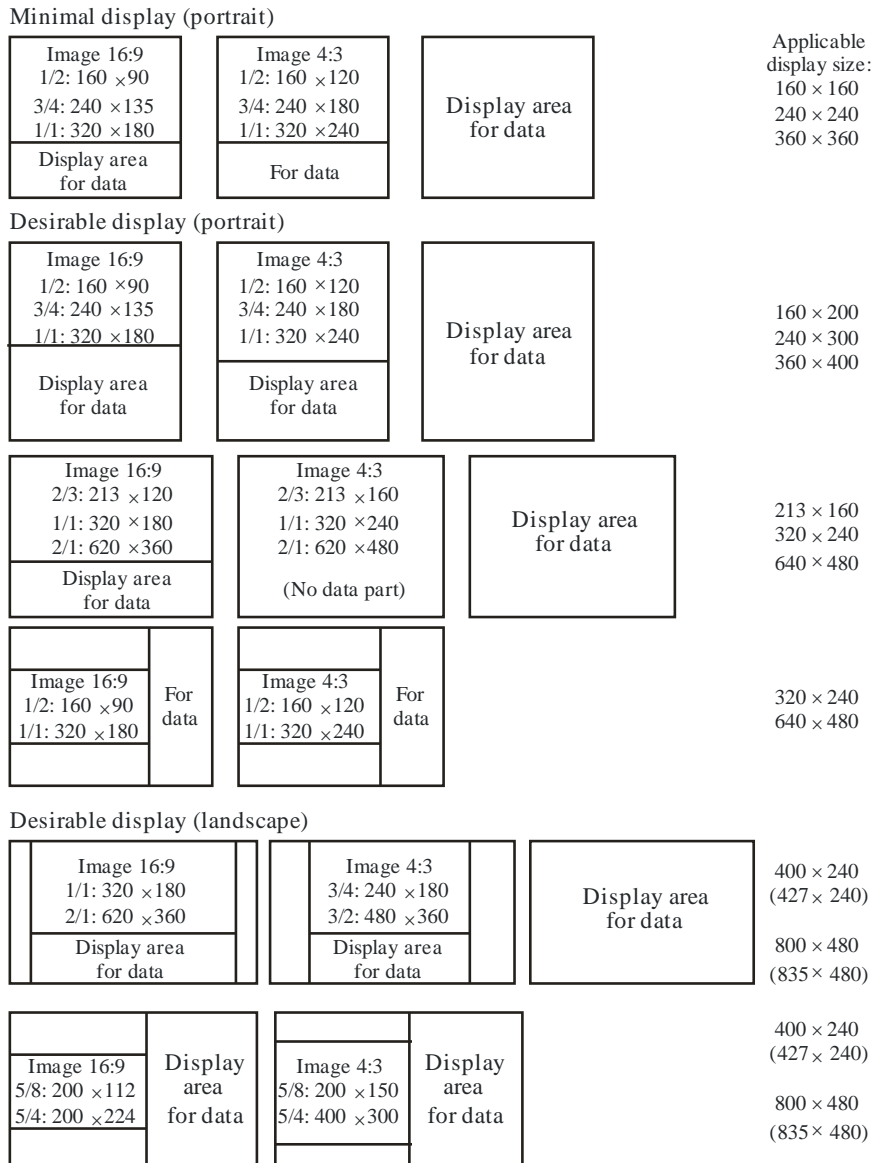 Minimal display (portrait)
Image 16:9
1/2: 160 ×90
3/4: 240 ×135
1/1: 320 ×180
Display area
for data
Image 4:3
1/2: 160 ×120
3/4: 240 ×180
1/1: 320 ×240
For data
Display area
for data
Applicable
display size:
160 × 160
240 × 240
360 × 360
Desirable display (portrait)
Image 16:9
1/2: 160 ×90
3/4: 240 ×135
1/1: 320 ×180
Display area
for data
Image 4:3
1/2: 160 ×120
3/4: 240 ×180
1/1: 320 ×240
Display area
for data
Display area
for data
160 × 200
240 × 300
360 × 400
Image 16:9
2/3: 213 ×120
1/1: 320 ×180
2/1: 620 ×360
Display area
for data
Image 4:3
2/3: 213 ×160
1/1: 320 ×240
2/1: 620 ×480
(No data part)
Display area
for data
213 × 160
320 × 240
640 × 480
Image 16:9
1/2: 160 ×90
1/1: 320 ×180
For
data
Image 4:3
1/2: 160 ×120
1/1: 320 ×240
For
data
320 × 240
640 × 480
Desirable display (landscape)
Image 16:9
1/1: 320 ×180
2/1: 620 ×360
Display area
for data
Image 4:3
3/4: 240 ×180
3/2: 480 ×360
Display area
for data
Display area
for data
400 × 240
(427 × 240)
800 × 480
(835 × 480)
Image 16:9
5/8: 200 ×112
5/4: 200 ×224
Display
area
for data
Image 4:3
5/8: 200 ×150
5/4: 400 ×300
Display
area
for data
400 × 240
(427 × 240)
800 × 480
(835 × 480)